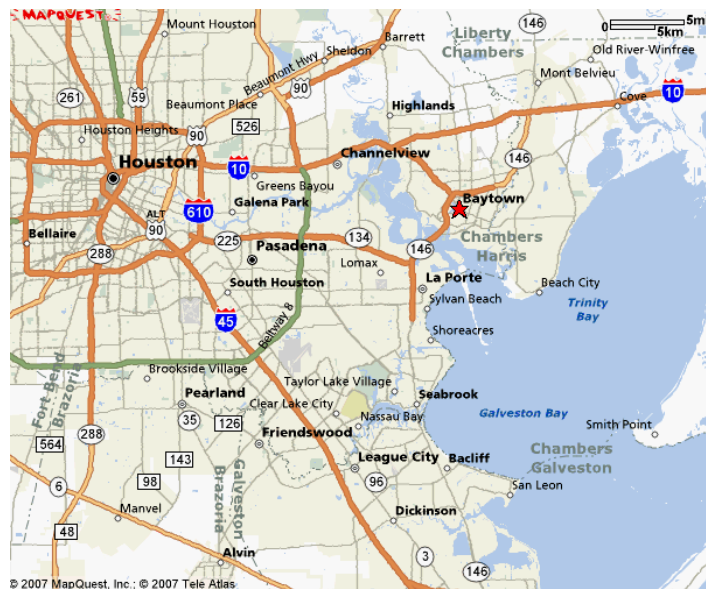 MAPQUEST
Mount Houston
146
5m
5km
Barrett
Liberty
Chambers
Old River-Winfree
Sheldon
Beaumont Hwy
Mont Belvieu
59
90
10
261
Beaumont Place
Highlands
Cove
526
Houston Heights
90
146
Houston
10
Channelview
Greens Bayou
Baytown
ALT
90
610
Galena Park
Chambers
Harris
Bellaire
288
225
134
146
Pasadena
Lomax
La Porte
South Houston
Beach City
Sylvan Beach
Trinity
Bay
45
Beltway 8
Shoreacres
Brookside Village
Fort Bend
Brazoria
Taylor Lake Village
Pearland
Seabrook
Clear Lake City
Nassau Bay
Galveston Bay
35
126
Smith Point
288
564
Friendswood
Chambers
Galveston
143
League City
Bacliff
Brazoria
Galveston
98
96
6
San Leon
Manvel
Dickinson
48
Alvin
3
146
© 2007 MapQuest, Inc.; © 2007 Tele Atlas